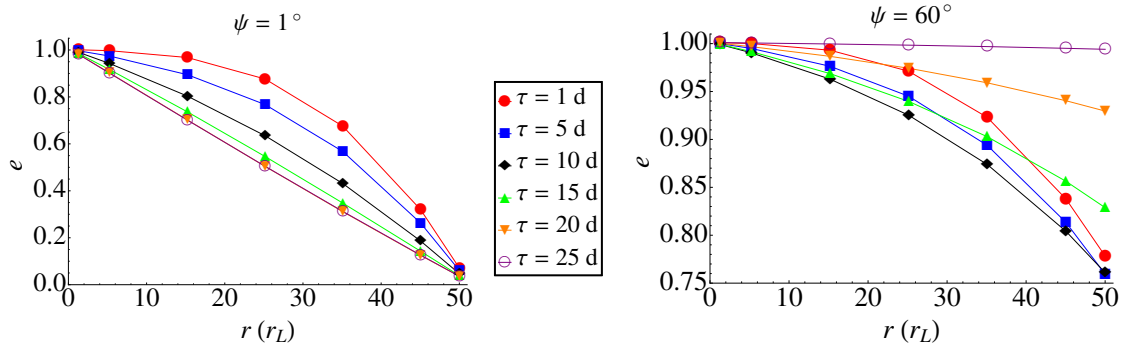 ψ = 1°
1.0
0.8
0.6
0.4
0.2
0.0
e
0 10 20 30 40 50
r (r_L)
τ = 1 d
τ = 5 d
τ = 10 d
τ = 15 d
τ = 20 d
τ = 25 d
ψ = 60°
1.00
0.95
0.90
0.85
0.80
0.75
e
0 10 20 30 40 50
r (r_L)